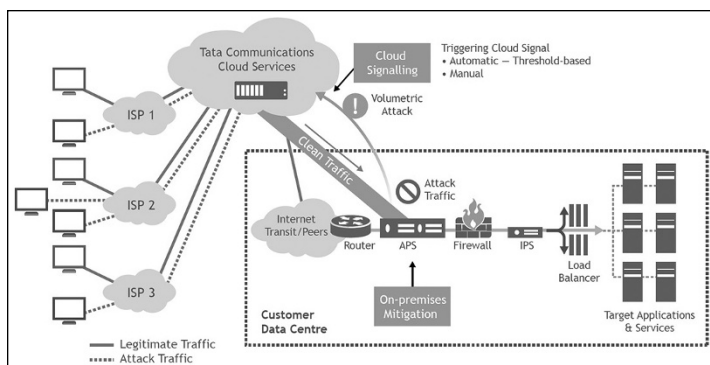 Tata Communications
Cloud Services
Cloud
Signalling
Triggering Cloud Signal
• Automatic — Threshold-based
• Manual
Volumetric
Attack
ISP 1
ISP 2
ISP 3
Clean Traffic
Attack
Traffic
Internet
Transit/Peers
Router
APS
Firewall
IPS
Load
Balancer
Target Applications
& Services
On-premises
Mitigation
Customer
Data Centre
Legitimate Traffic
Attack Traffic